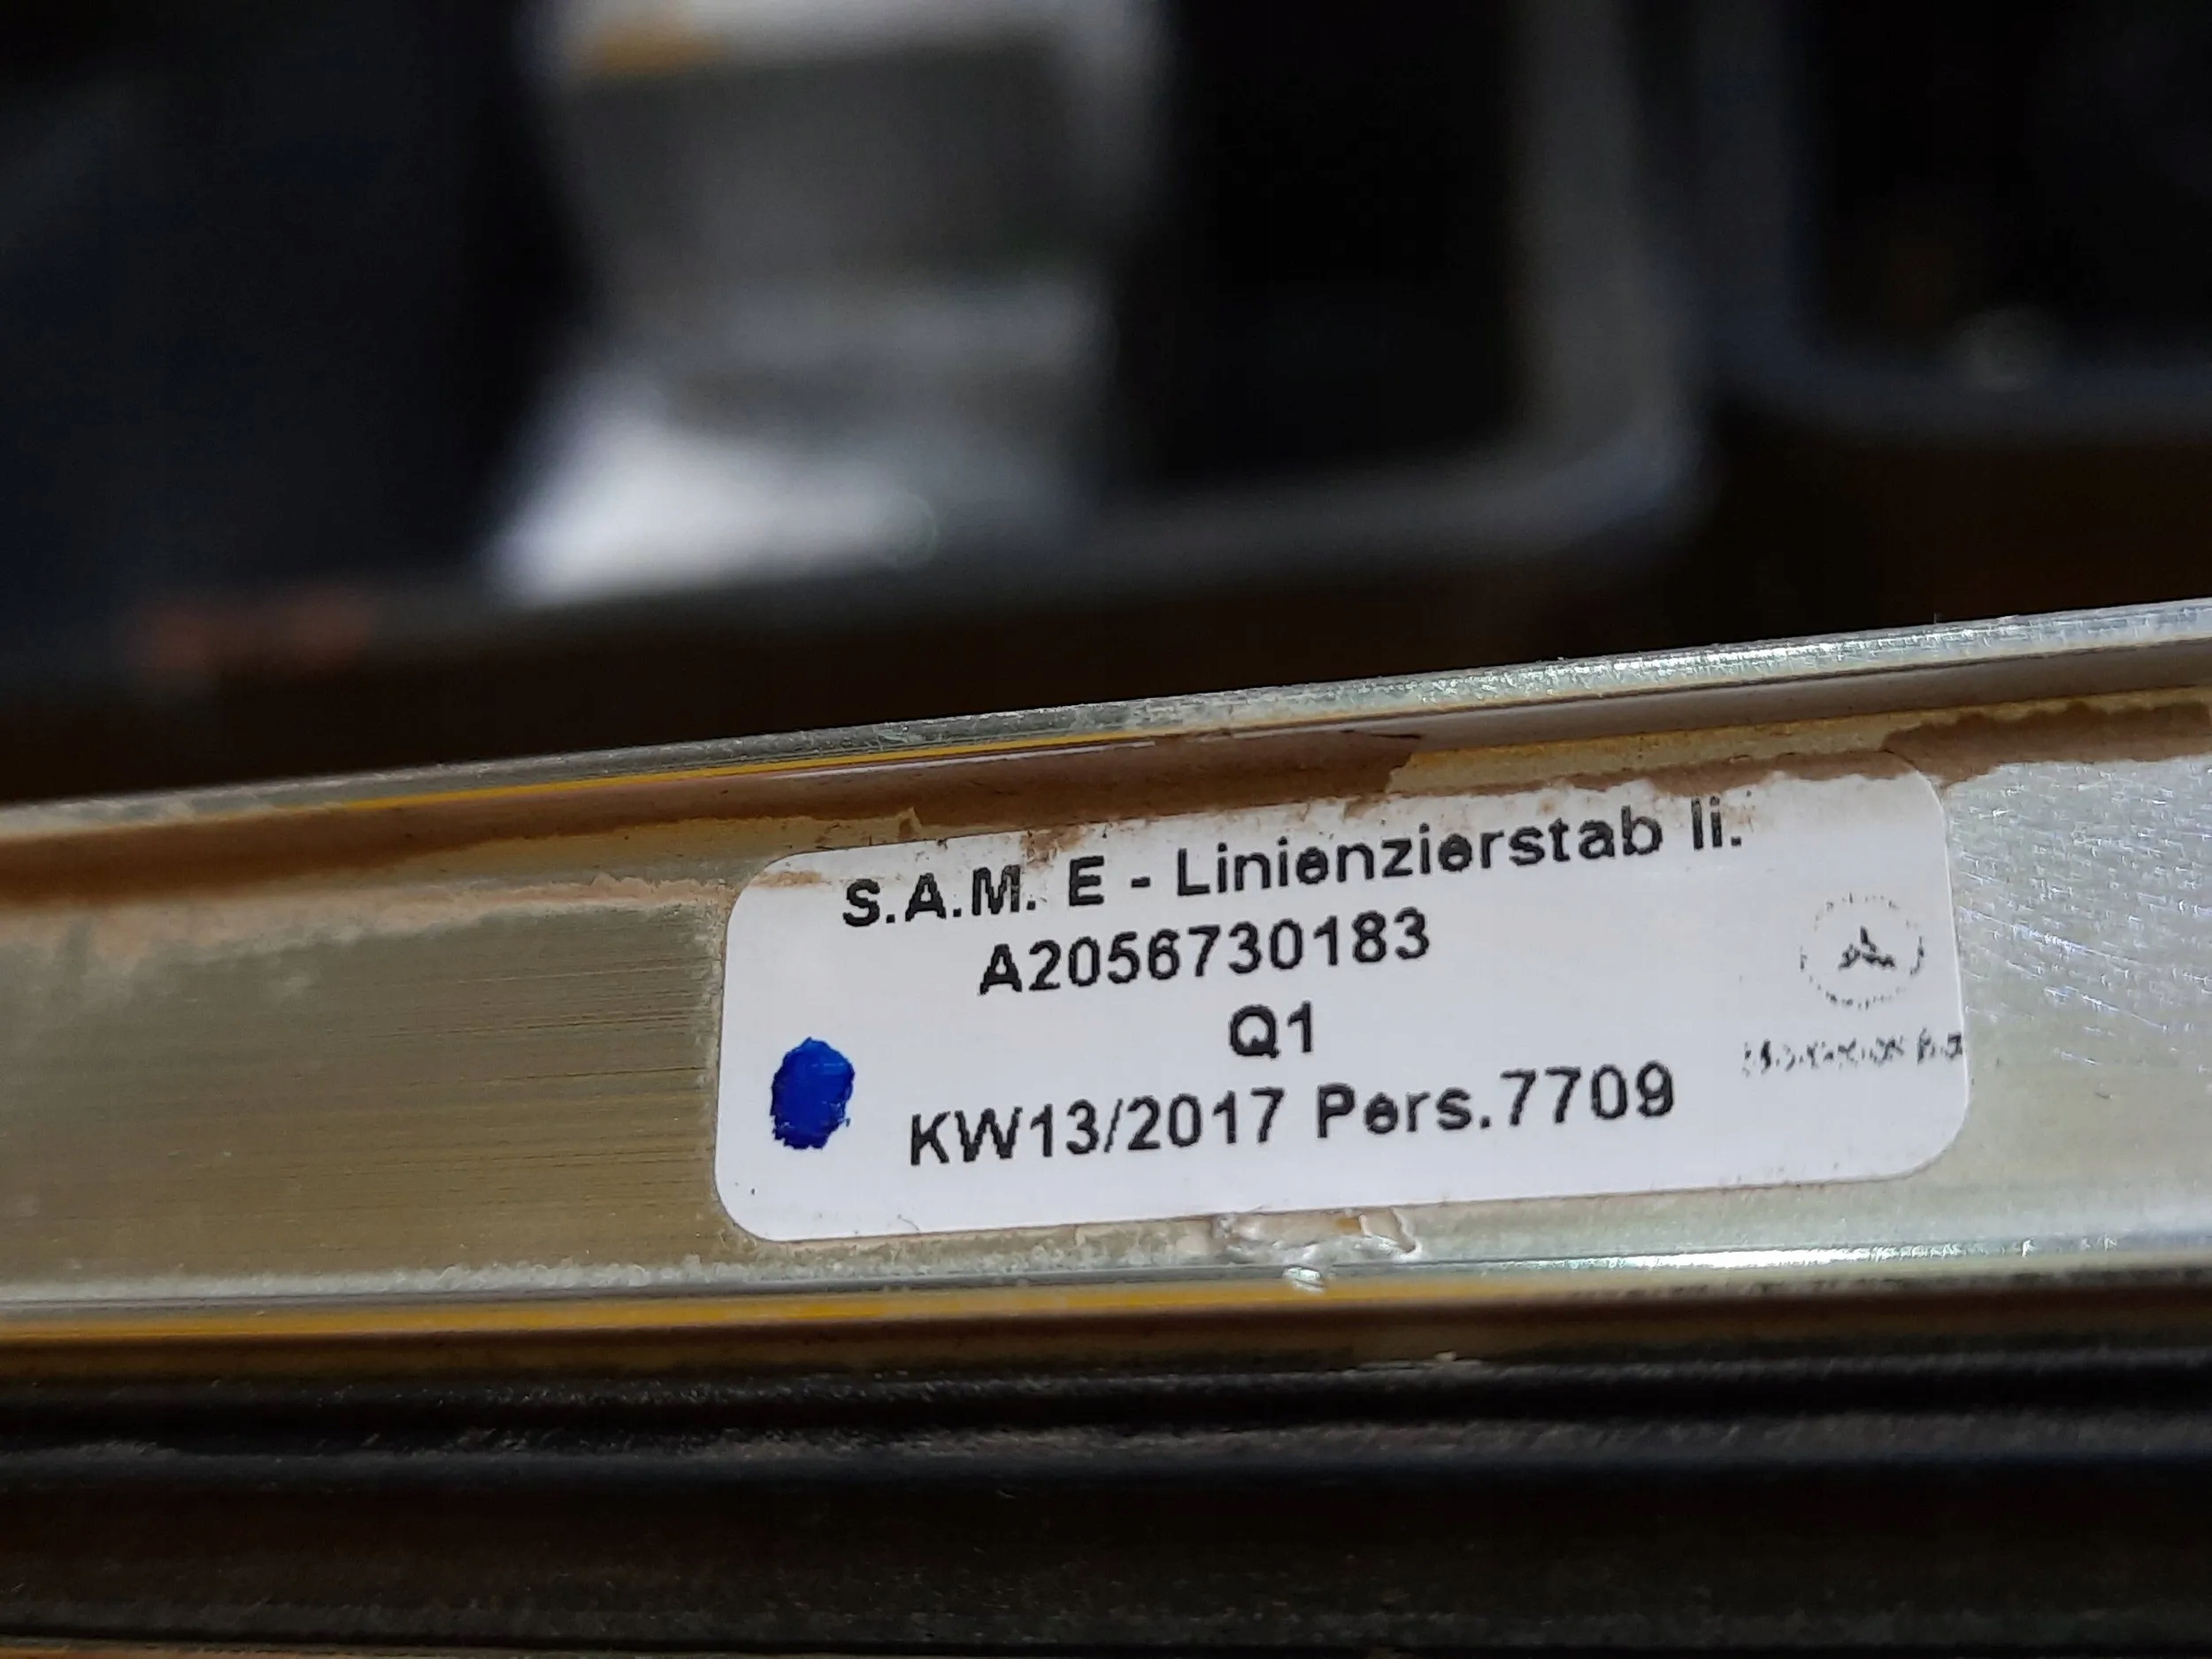 S.A.M. E - Linienzierstab li.
A2056730183
Q1
KW13/2017 Pers.7709